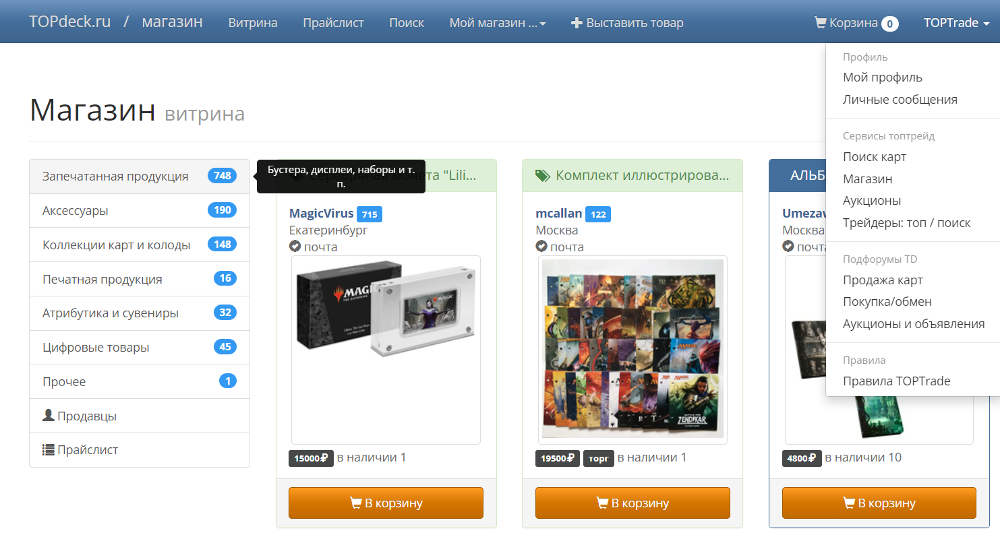 TOPdeck.ru / магазин Витрина Прайслист Поиск Мой магазин ... Выставить товар Корзина 0 TOPTrade
Профиль
Мой профиль
Личные сообщения
Сервисы топтрейд
Поиск карт
Магазин
Аукционы
Трейдеры: топ / поиск
Подфорумы TD
Продажа карт
Покупка/обмен
Аукционы и объявления
Правила
Правила TOPTrade
Магазин витрина
Запечатанная продукция 748
Аксессуары 190
Коллекции карт и колоды 148
Печатная продукция 16
Атрибутика и сувениры 32
Цифровые товары 45
Прочее 1
Продавцы
Прайслист
Бустера, дисплеи, наборы и т.
п.
Серебряная монета "Lili...
MagicVirus 715
Екатеринбург
почта
MAGIC
15000₽ в наличии 1
В корзину
Комплект иллюстрирова...
mcallan 122
Москва
почта
ZENDIKAR
19500₽ торг в наличии 1
В корзину
АЛЬБ
Umezaw
Москва
почта
4800₽ в наличии 10
В корзину